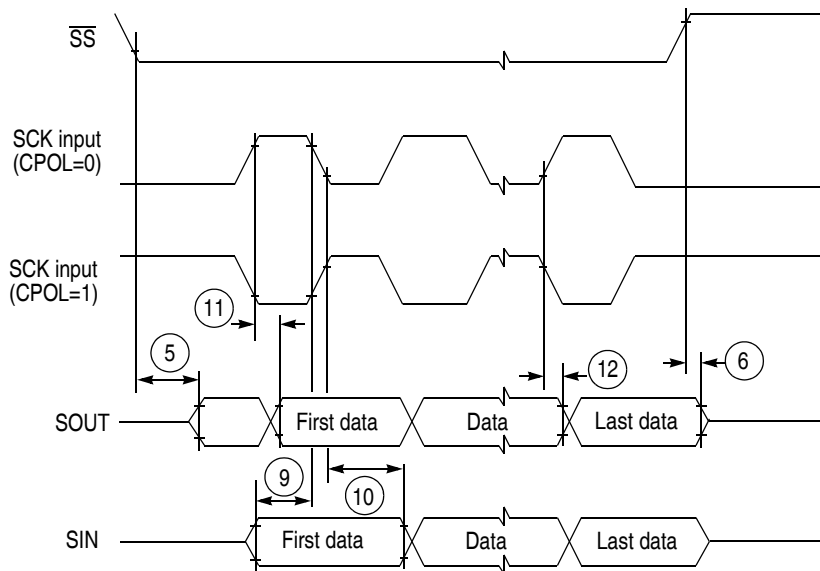 SS
SCK input
(CPOL=0)
SCK input
(CPOL=1)
11
5
12
6
SOUT
First data
Data
Last data
9
10
SIN
First data
Data
Last data